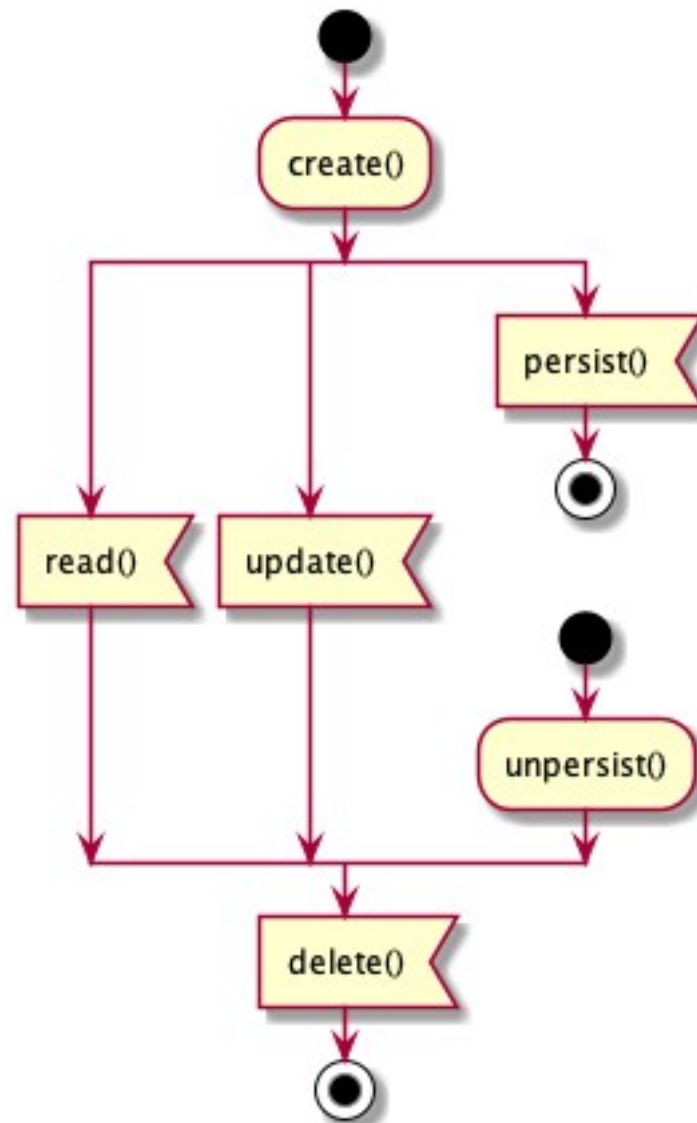 create()
persist()
read()
update()
unpersist()
delete()